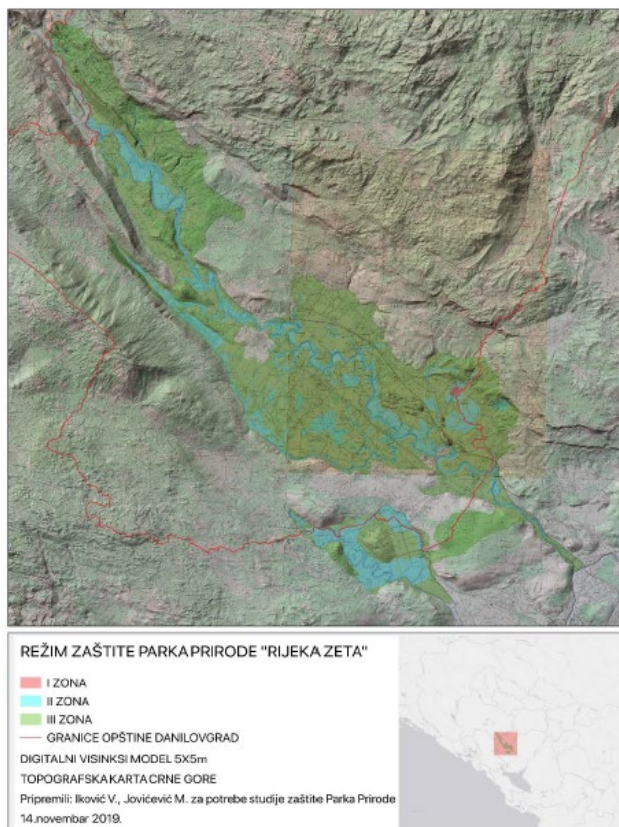 REŽIM ZAŠTITE PARKA PRIRODE "RIJEKA ZETA"
I ZONA
II ZONA
III ZONA
GRANICE OPŠTINE DANILOVGRAD
DIGITALNI VISINSKI MODEL 5X5m
TOPOGRAFSKA KARTA CRNE GORE
Pripremili: Iković V., Jovićević M. za potrebe studije zaštite Parka Prirode
14.novembar 2019.